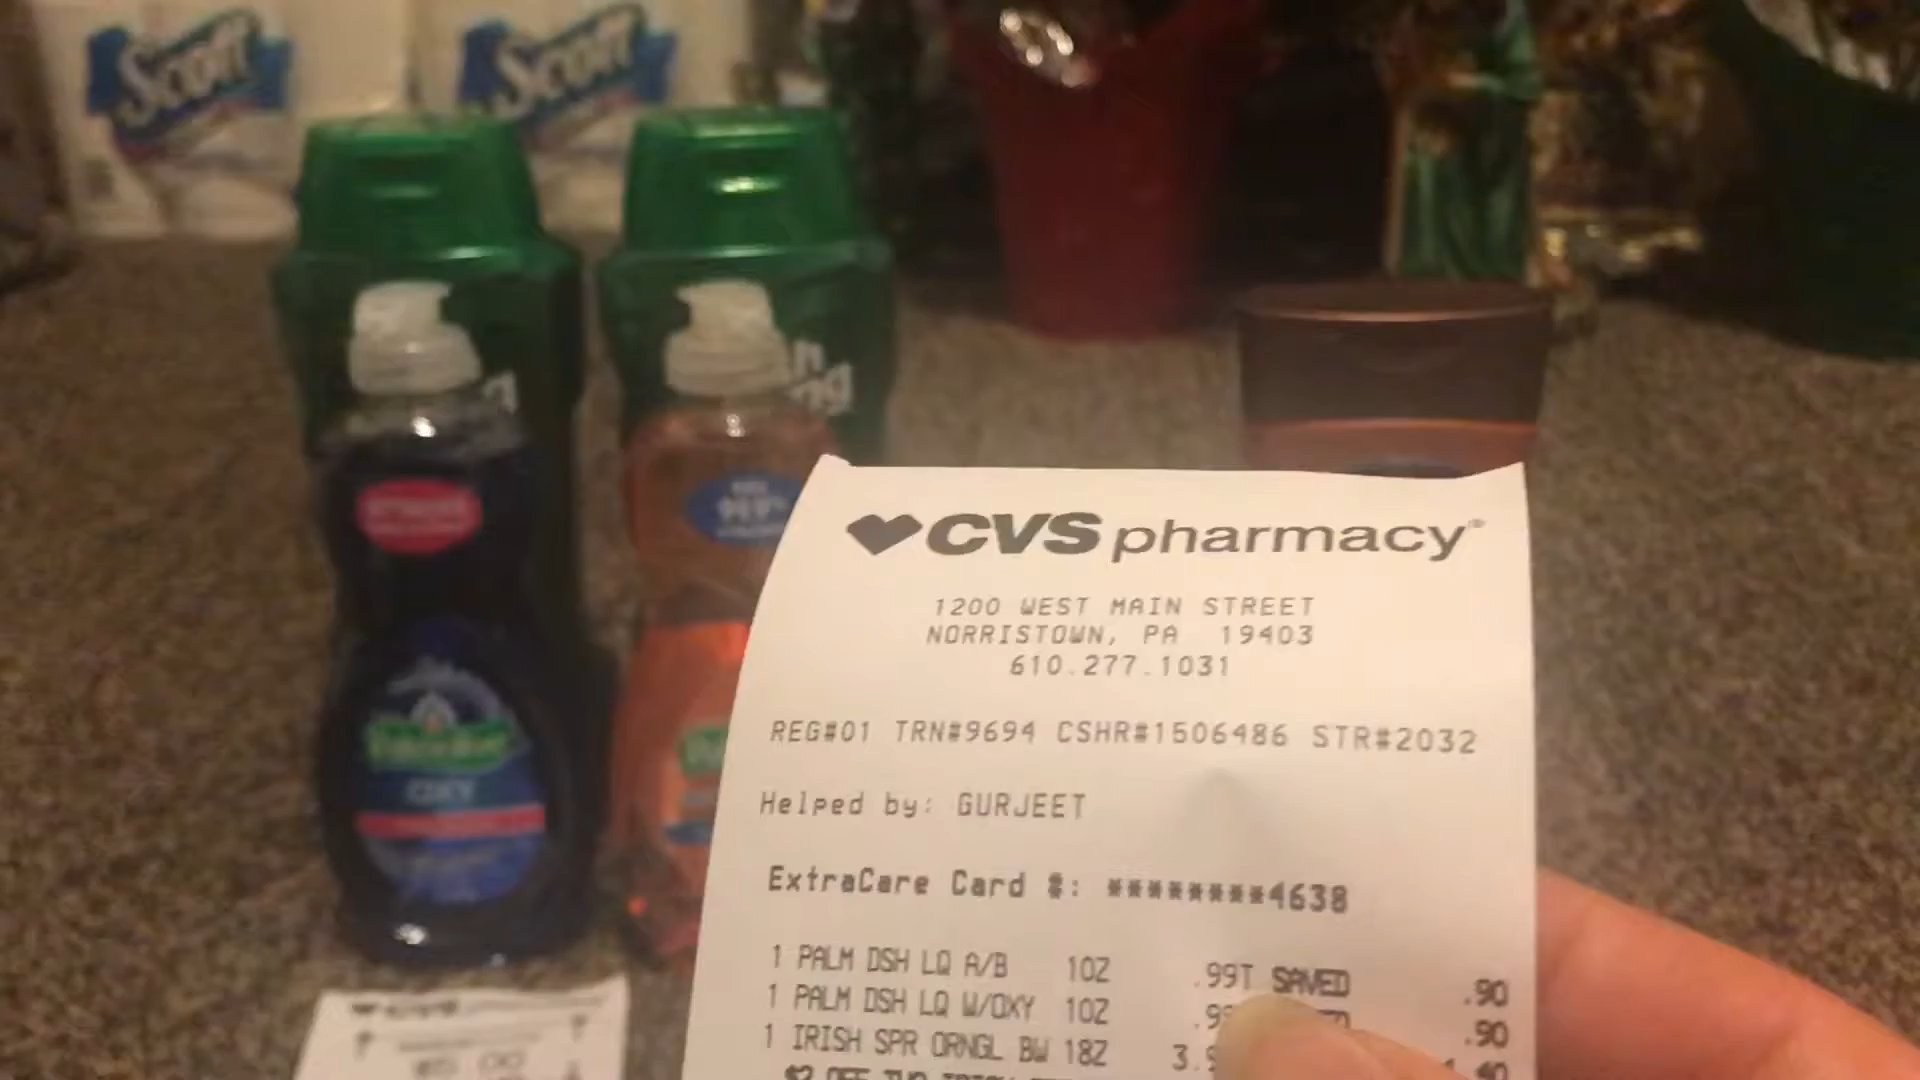 Scott
Scott
OXY
CVS pharmacy®
1200 WEST MAIN STREET
NORRISTOWN, PA 19403
610.277.1031
REG#01 TRN#9694 CSHR#1506486 STR#2032
Helped by: GURJEET
ExtraCare Card #: ********4638
1 PALM DSH LQ A/B 10Z .99T SAVED .90
1 PALM DSH LQ W/OXY 10Z .90
1 IRISH SPR ORNGL BW 18Z
CVS pharmacy